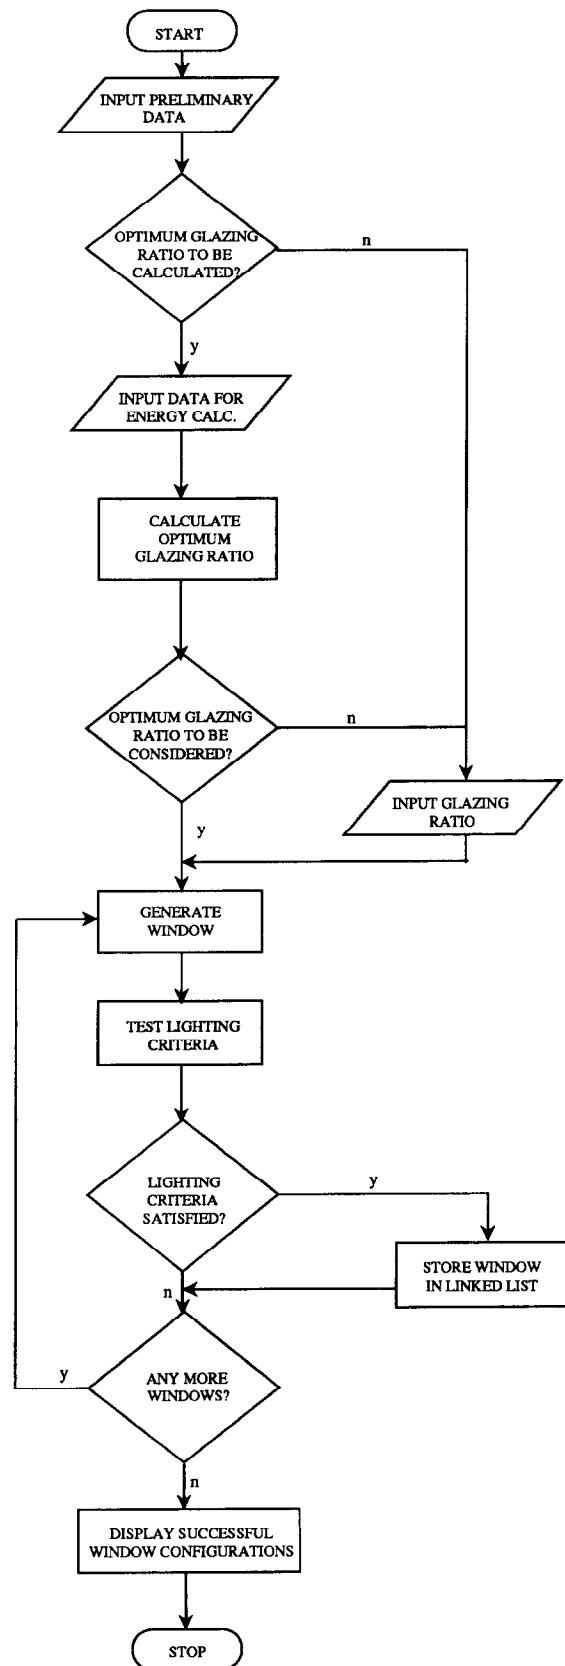 START
INPUT PRELIMINARY
DATA
OPTIMUM GLAZING
RATIO TO BE
CALCULATED?
n
y
INPUT DATA FOR
ENERGY CALC.
CALCULATE
OPTIMUM
GLAZING RATIO
OPTIMUM GLAZING
RATIO TO BE
CONSIDERED?
n
INPUT GLAZING
RATIO
y
GENERATE
WINDOW
TEST LIGHTING
CRITERIA
LIGHTING
CRITERIA
SATISFIED?
y
STORE WINDOW
IN LINKED LIST
n
ANY MORE
WINDOWS?
y
n
DISPLAY SUCCESSFUL
WINDOW CONFIGURATIONS
STOP